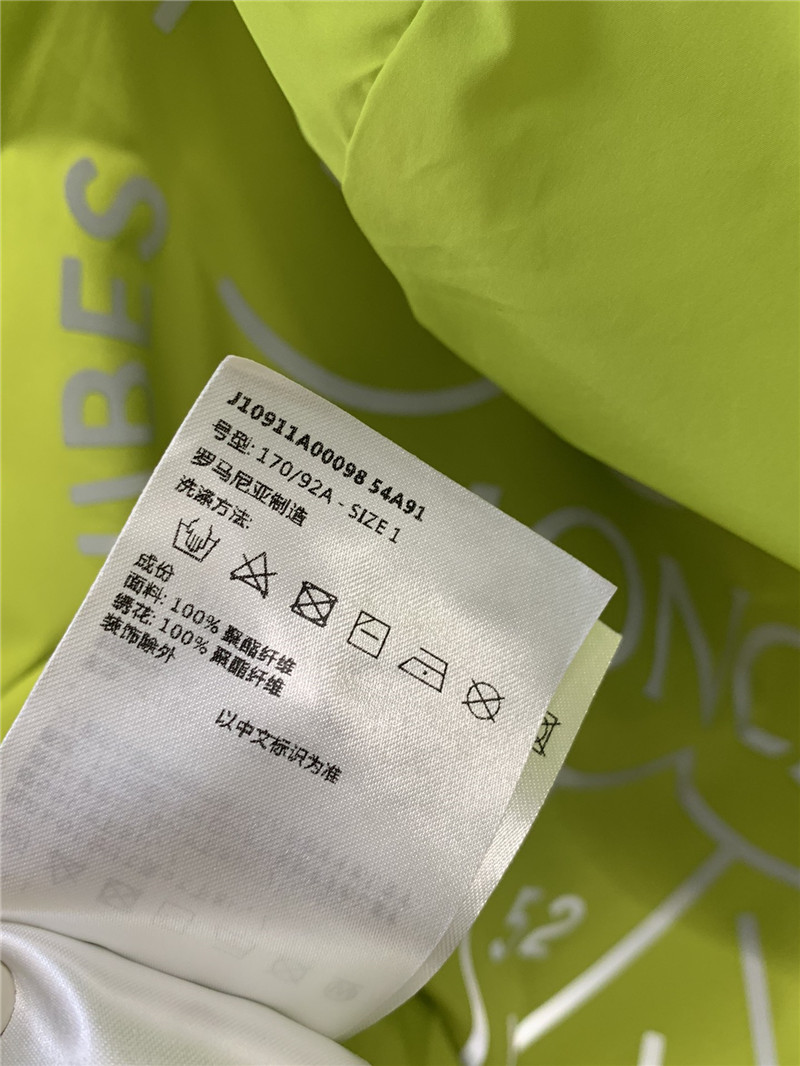 J10911A00098 54A91
号型: 170/92A - SIZE 1
罗马尼亚制造
洗涤方法:
成份
面料: 100% 聚酯纤维
绣花: 100% 聚酯纤维
装饰除外
以中文标识为准
52